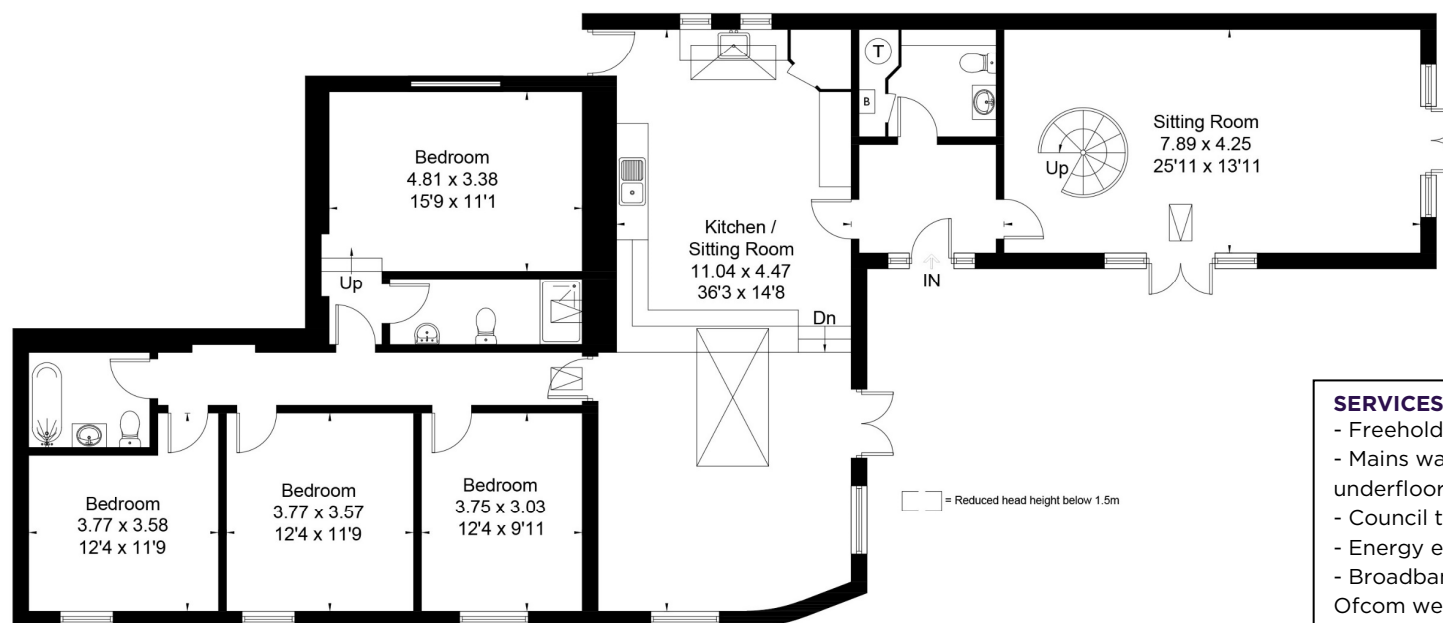 T
B
Bedroom
4.81 x 3.38
15'9 x 11'1
Sitting Room
7.89 x 4.25
25'11 x 13'11
Up
Kitchen /
Sitting Room
11.04 x 4.47
36'3 x 14'8
Up
IN
Dn
Bedroom
3.77 x 3.58
12'4 x 11'9
Bedroom
3.77 x 3.57
12'4 x 11'9
Bedroom
3.75 x 3.03
12'4 x 9'11
= Reduced head height below 1.5m
SERVICES
- Freehold
- Mains wa
underfloor
- Council t
- Energy e
- Broadban
Ofcom we